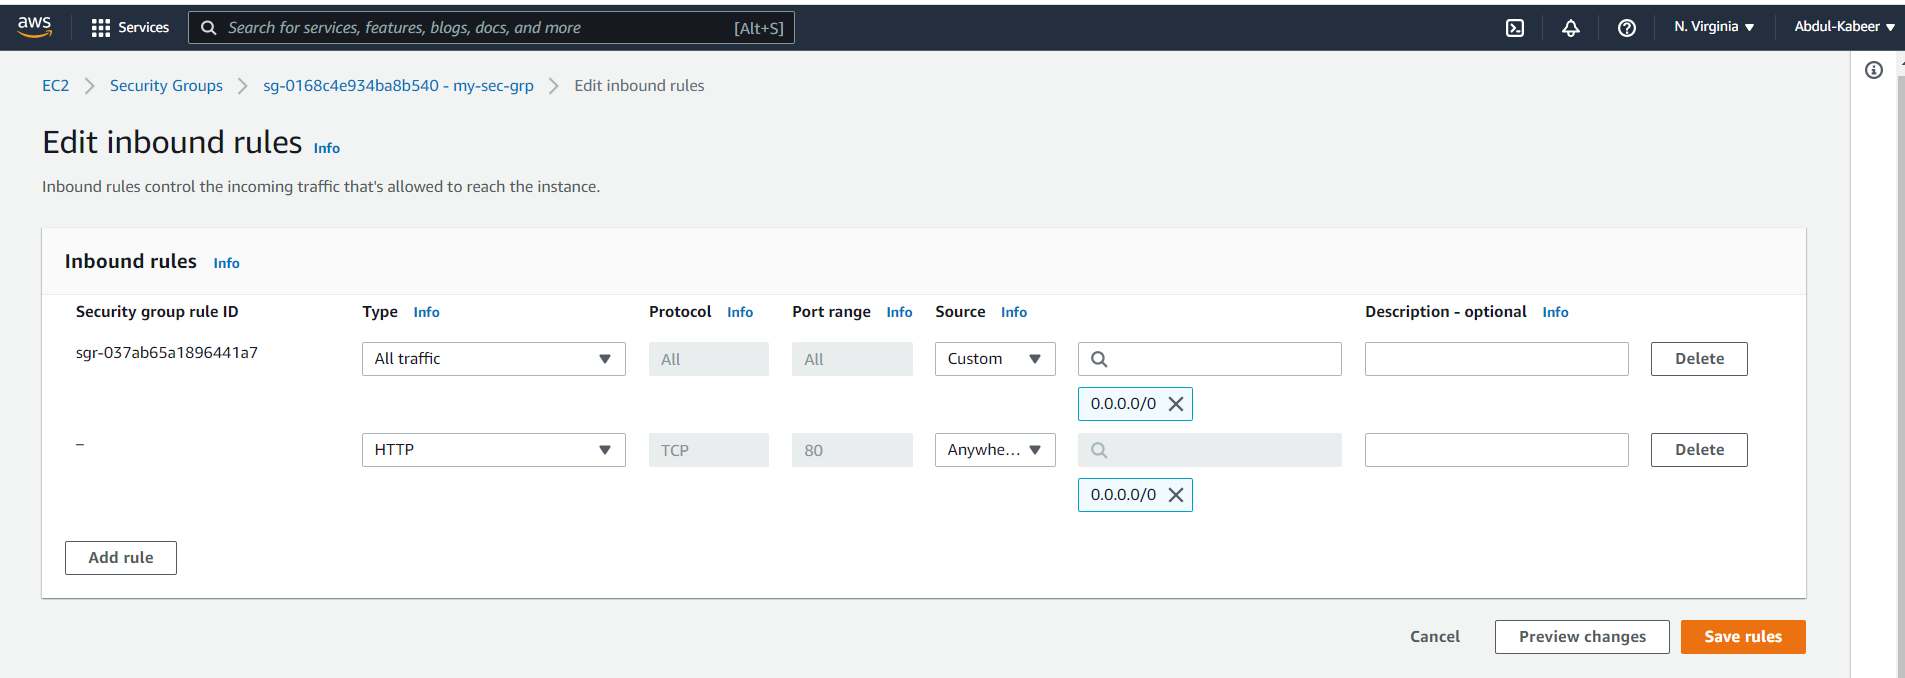 aws Services Search for services, features, blogs, docs, and more [Alt+S] N. Virginia Abdul-Kabeer
EC2 Security Groups sg-0168c4e934ba8b540 - my-sec-grp Edit inbound rules
Edit inbound rules Info
Inbound rules control the incoming traffic that's allowed to reach the instance.
Inbound rules Info
Security group rule ID Type Info Protocol Info Port range Info Source Info Description - optional Info
sgr-037ab65a1896441a7 All traffic All All Custom Delete
0.0.0.0/0
– HTTP TCP 80 Anywhe... Delete
0.0.0.0/0
Add rule
Cancel Preview changes Save rules